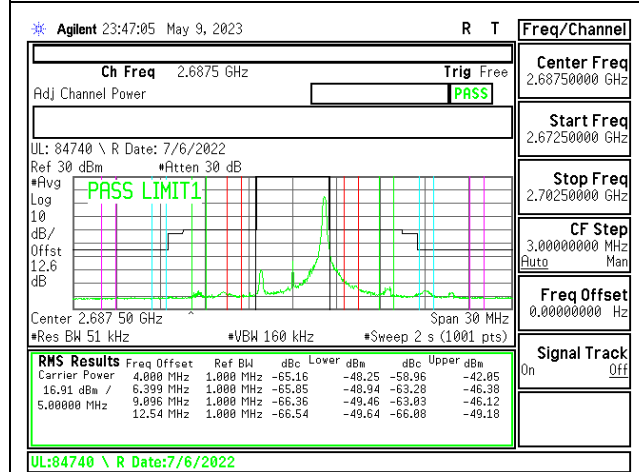 Agilent 23:47:05 May 9, 2023 R T
Ch Freq 2.6875 GHz Trig Free
Adj Channel Power PASS
UL: 84740 \ R Date: 7/6/2022
Ref 30 dBm #Atten 30 dB
#Avg
Log
10
dB/
Offst
12.6
dB
PASS LIMIT1
Center 2.687 50 GHz Span 30 MHz
#Res BW 51 kHz #VBW 160 kHz #Sweep 2 s (1001 pts)
RMS Results Freq Offset Ref BW dBc Lower dBm dBc Upper dBm
Carrier Power 4.000 MHz 1.000 MHz -65.16 -48.25 -58.96 -42.05
16.91 dBm / 6.399 MHz 1.000 MHz -65.85 -48.94 -63.28 -46.38
5.00000 MHz 9.096 MHz 1.000 MHz -66.36 -49.46 -63.03 -46.12
12.54 MHz 1.000 MHz -66.54 -49.64 -66.08 -49.18
UL:84740 \ R Date:7/6/2022
Freq/Channel
Center Freq
2.68750000 GHz
Start Freq
2.67250000 GHz
Stop Freq
2.70250000 GHz
CF Step
3.00000000 MHz
Auto Man
Freq Offset
0.00000000 Hz
Signal Track
On Off